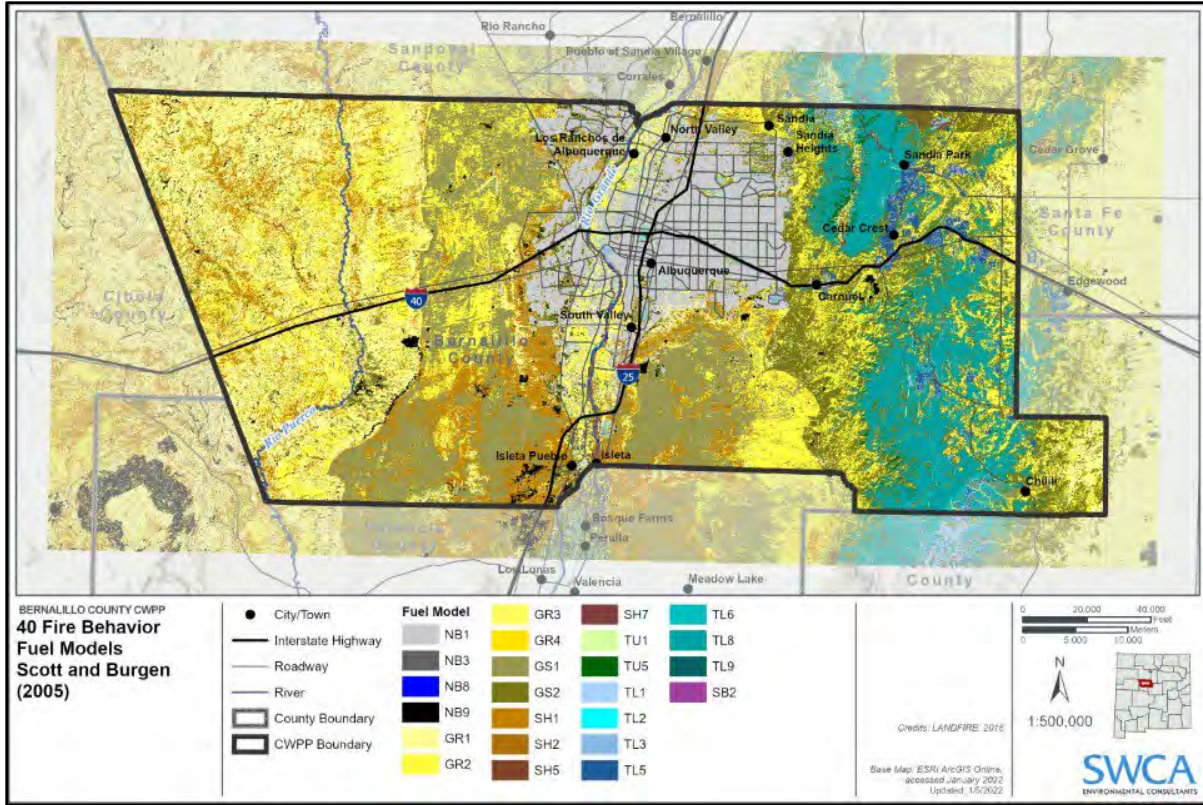 Bernalillo
Rio Rancho
Sandoval
County
Pueblo of Sandia Village
Corrales
Los Ranchos de
Albuquerque
North Valley
Sandia
Sandia
Heights
Sandia Park
Cedar Grove
Rio Grande
Santa Fe
County
Cedar Crest
Albuquerque
Carnuel
Edgewood
Cibola
County
40
South Valley
Bernalillo
County
25
Rio Puerco
Isleta Pueblo
Isleta
Chilili
Bosque Farms
Peralta
Los Lunas
Valencia
Meadow Lake
County
BERNALILLO COUNTY CWPP
40 Fire Behavior
Fuel Models
Scott and Burgen
(2005)
City/Town
Interstate Highway
Roadway
River
County Boundary
CWPP Boundary
Fuel Model
NB1
NB3
NB8
NB9
GR1
GR2
GR3
GR4
GS1
GS2
SH1
SH2
SH5
SH7
TU1
TU5
TL1
TL2
TL3
TL5
TL6
TL8
TL9
SB2
0 20,000 40,000
Feet
Meters
0 5,000 10,000
N
1:500,000
Credits: LANDFIRE, 2016
Base Map: ESRI ArcGIS Online,
accessed January 2022
Updated: 1/5/2022
SWCA
ENVIRONMENTAL CONSULTANTS